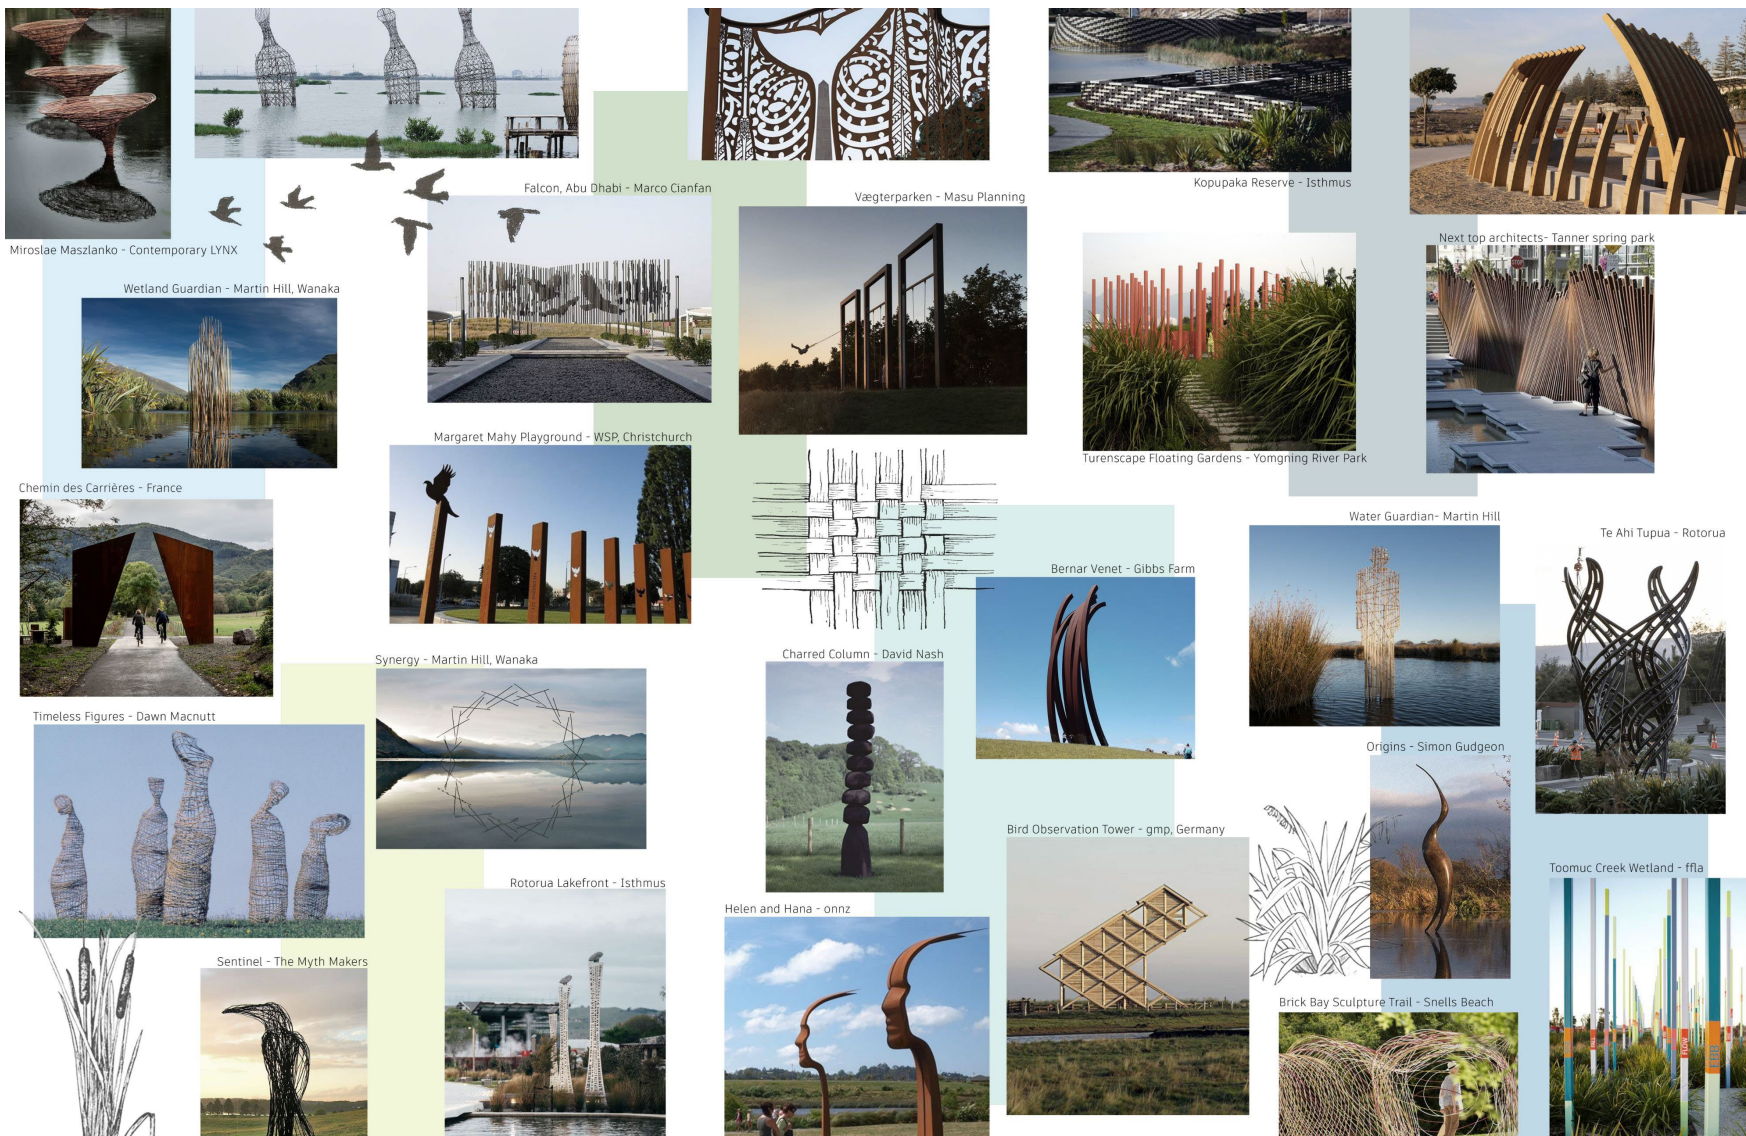 Falcon, Abu Dhabi - Marco Cianfan
Vægterparken - Masu Planning
Kopupaka Reserve - Isthmus
Miroslae Maszlanko - Contemporary LYNX
Next top architects- Tanner spring park
STOP
Wetland Guardian - Martin Hill, Wanaka
Margaret Mahy Playground - WSP, Christchurch
Turenscape Floating Gardens - Yomgning River Park
Chemin des Carrières - France
Water Guardian- Martin Hill
Te Ahi Tupua - Rotorua
Bernar Venet - Gibbs Farm
Synergy - Martin Hill, Wanaka
Charred Column - David Nash
Timeless Figures - Dawn Macnutt
Origins - Simon Gudgeon
Bird Observation Tower - gmp, Germany
Toomuc Creek Wetland - ffla
Rotorua Lakefront - Isthmus
Helen and Hana - onnz
Sentinel - The Myth Makers
Brick Bay Sculpture Trail - Snells Beach
FLOW
EBB